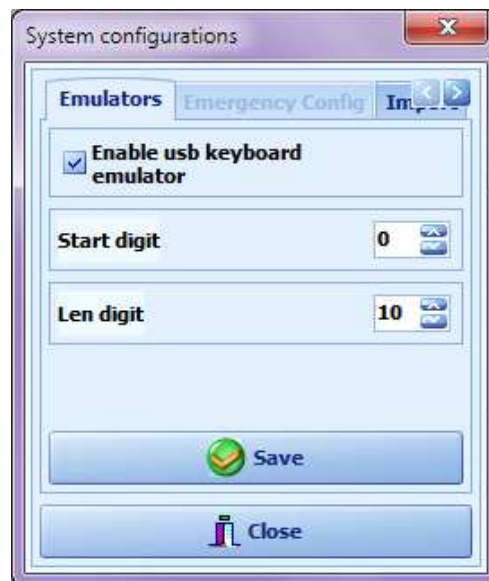 System configurations
Emulators Emergency Config
Enable usb keyboard
emulator
Start digit 0
Len digit 10
Save
Close